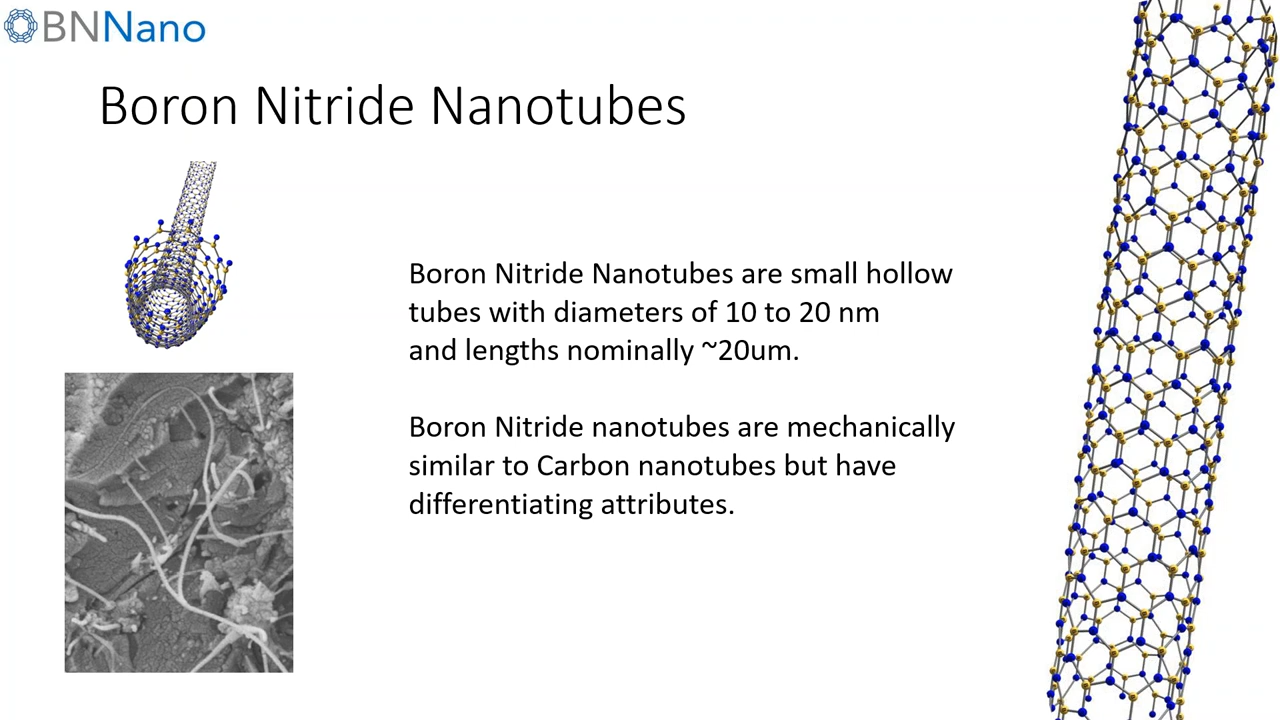 BNNano
Boron Nitride Nanotubes
Boron Nitride Nanotubes are small hollow
tubes with diameters of 10 to 20 nm
and lengths nominally ~20um.
Boron Nitride nanotubes are mechanically
similar to Carbon nanotubes but have
differentiating attributes.